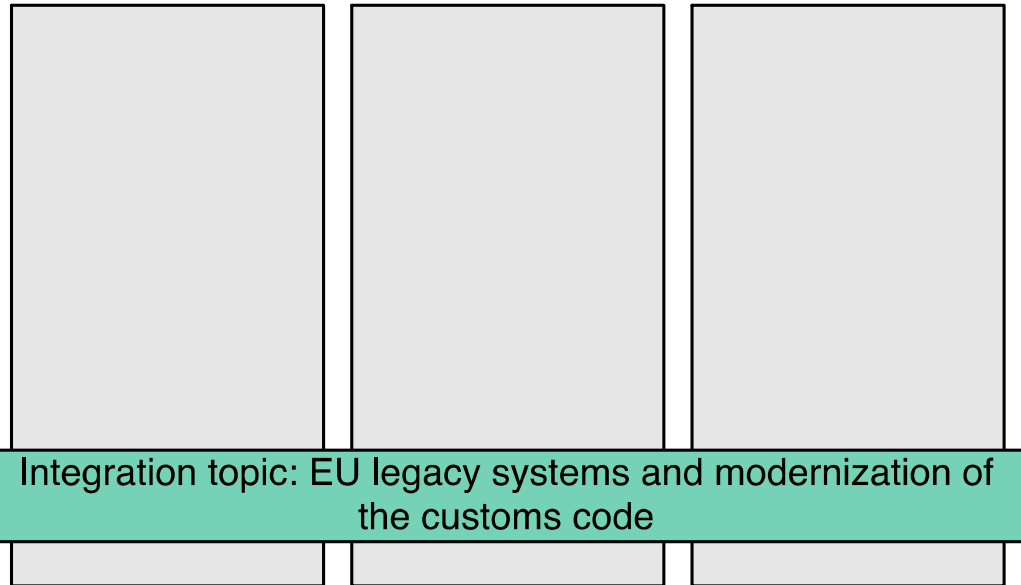 Integration topic: EU legacy systems and modernization of
the customs code